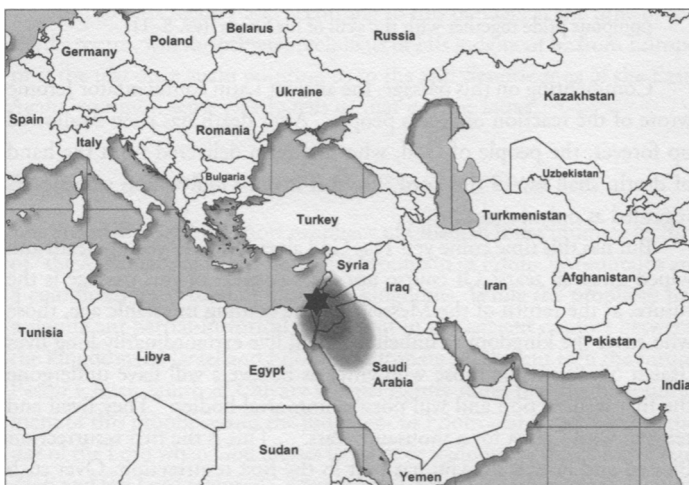 Belarus
Poland
Russia
Germany
Ukraine
Kazakhstan
Spain
Romania
Italy
Bulgaria
Uzbekistan
Turkey
Turkmenistan
Syria
Iraq
Iran
Afghanistan
Tunisia
Libya
Egypt
Saudi
Arabia
Pakistan
India
Sudan
Yemen